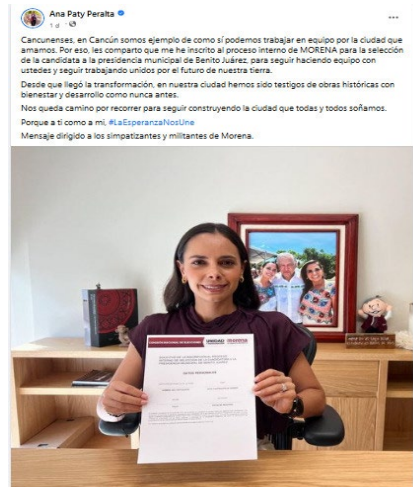 Ana Paty Peralta
1 d
Cancunenses, en Cancún somos ejemplo de como sí podemos trabajar en equipo por la ciudad que
amamos. Por eso, les comparto que me he inscrito al proceso interno de MORENA para la selección
de la candidata a la presidencia municipal de Benito Juárez, para seguir haciendo equipo con
ustedes y seguir trabajando unidos por el futuro de nuestra tierra.
Desde que llegó la transformación, en nuestra ciudad hemos sido testigos de obras históricas con
bienestar y desarrollo como nunca antes.
Nos queda camino por recorrer para seguir construyendo la ciudad que todas y todos soñamos.
Porque a ti como a mi, #LaEsperanzaNosUne
Mensaje dirigido a los simpatizantes y militantes de Morena.
UNIDAD morena